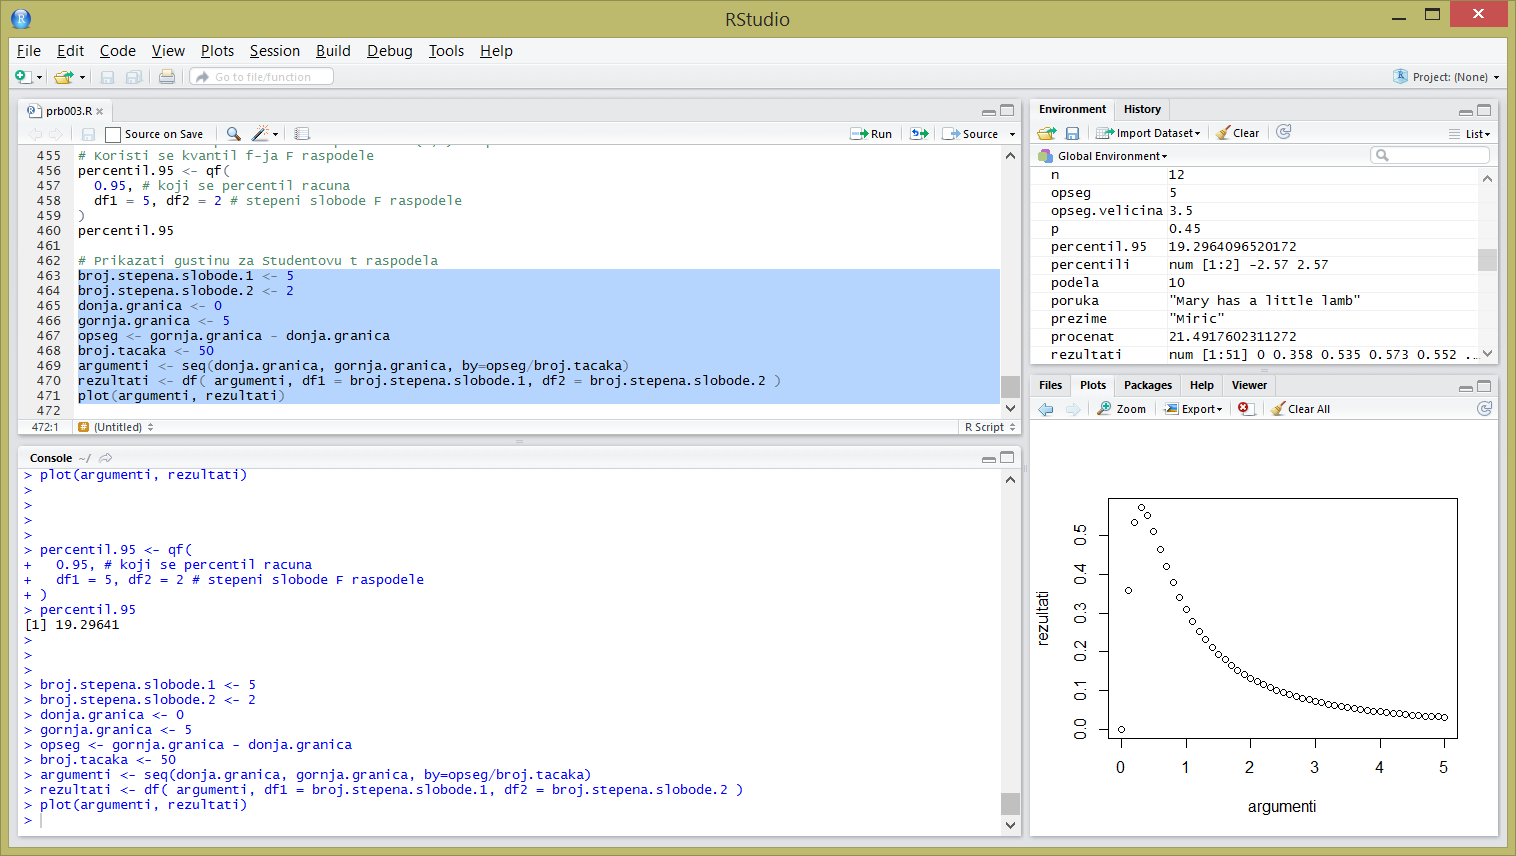 RStudio
File Edit Code View Plots Session Build Debug Tools Help
Go to file/function
Project: (None)
prb003.R
Source on Save
Run
Source
455 # Koristi se kvantil f-ja F raspodele
456 percentil.95 <- qf(
457   0.95, # koji se percentil racuna
458   df1 = 5, df2 = 2 # stepeni slobode F raspodele
459 )
460 percentil.95
461
462 # Prikazati gustinu za Studentovu t raspodela
463 broj.stepena.slobode.1 <- 5
464 broj.stepena.slobode.2 <- 2
465 donja.granica <- 0
466 gornja.granica <- 5
467 opseg <- gornja.granica - donja.granica
468 broj.tacaka <- 50
469 argumenti <- seq(donja.granica, gornja.granica, by=opseg/broj.tacaka)
470 rezultati <- df( argumenti, df1 = broj.stepena.slobode.1, df2 = broj.stepena.slobode.2 )
471 plot(argumenti, rezultati)
472
472:1 # (Untitled) R Script
Console ~/
> plot(argumenti, rezultati)
>
>
>
>
> percentil.95 <- qf(
+   0.95, # koji se percentil racuna
+   df1 = 5, df2 = 2 # stepeni slobode F raspodele
+ )
> percentil.95
[1] 19.29641
>
>
>
> broj.stepena.slobode.1 <- 5
> broj.stepena.slobode.2 <- 2
> donja.granica <- 0
> gornja.granica <- 5
> opseg <- gornja.granica - donja.granica
> broj.tacaka <- 50
> argumenti <- seq(donja.granica, gornja.granica, by=opseg/broj.tacaka)
> rezultati <- df( argumenti, df1 = broj.stepena.slobode.1, df2 = broj.stepena.slobode.2 )
> plot(argumenti, rezultati)
>
Environment History
Import Dataset Clear List
Global Environment
n 12
opseg 5
opseg.velicina 3.5
p 0.45
percentil.95 19.2964096520172
percentili num [1:2] -2.57 2.57
podela 10
poruka "Mary has a little lamb"
prezime "Miric"
procenat 21.4917602311272
rezultati num [1:51] 0 0.358 0.535 0.573 0.552 ...
Files Plots Packages Help Viewer
Zoom Export Clear All
rezultati
0.5
0.4
0.3
0.2
0.1
0.0
0 1 2 3 4 5
argumenti